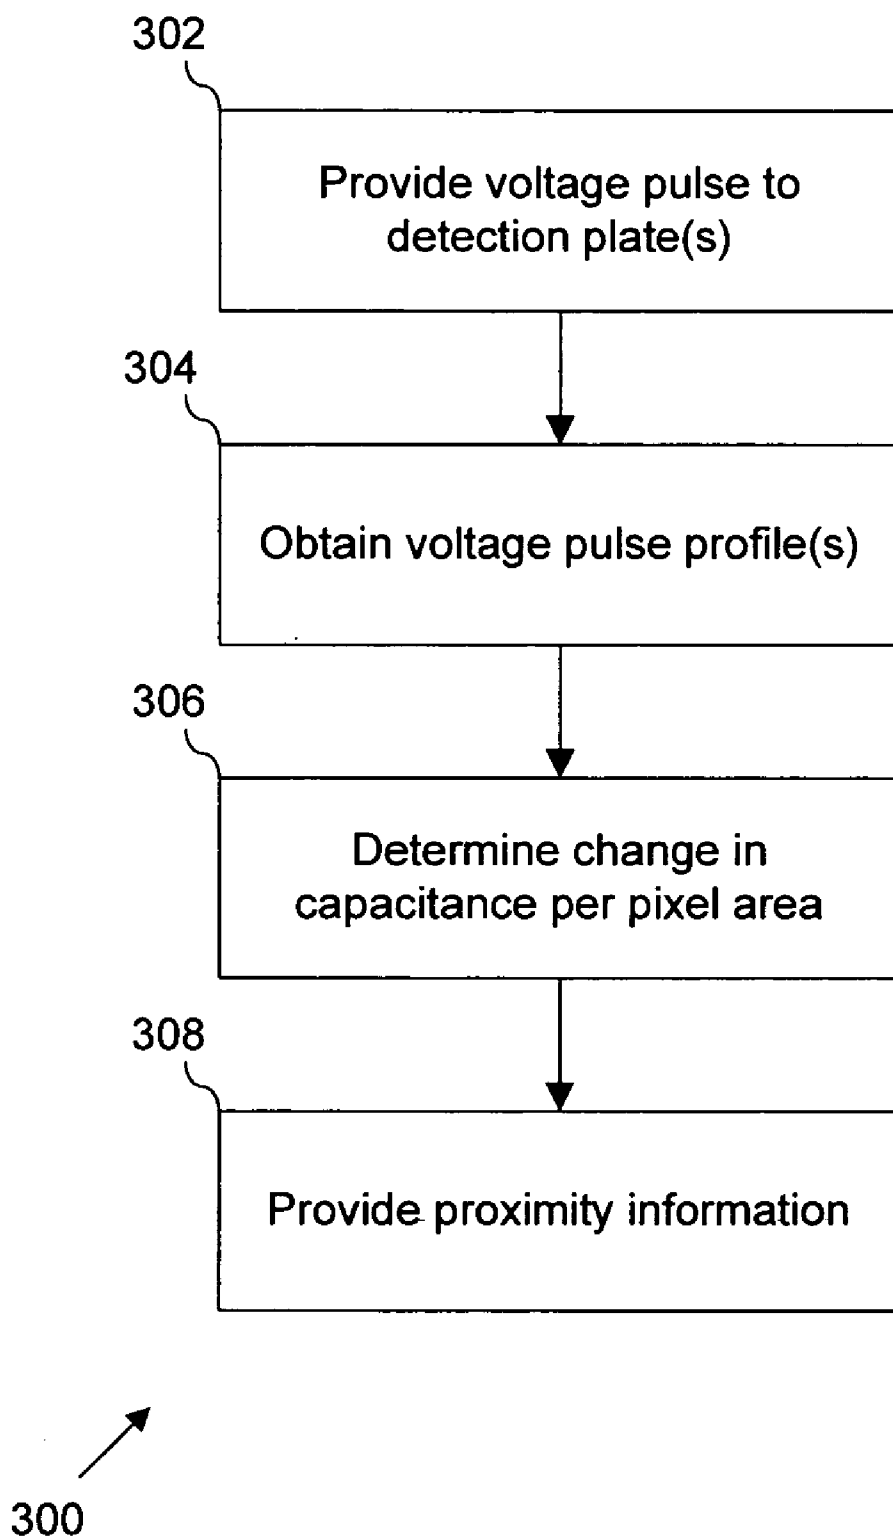 302
Provide voltage pulse to
detection plate(s)
304
Obtain voltage pulse profile(s)
306
Determine change in
capacitance per pixel area
308
Provide proximity information
300